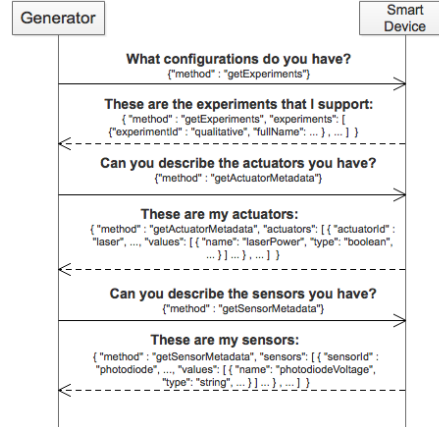 Generator
Smart
Device
What configurations do you have?
{"method" : "getExperiments"}
These are the experiments that I support:
{ "method" : "getExperiments", "experiments": [
{"experimentId" : "qualitative", "fullName": ... } , ... ] }
Can you describe the actuators you have?
{"method" : "getActuatorMetadata"}
These are my actuators:
{ "method" : "getActuatorMetadata", "actuators": [ { "actuatorId" :
"laser", ..., "values": [ { "name": "laserPower", "type": "boolean",
... } ] ... } , ... ] }
Can you describe the sensors you have?
{"method" : "getSensorMetadata"}
These are my sensors:
{ "method" : "getSensorMetadata", "sensors": [ { "sensorId" :
"photodiode", ..., "values": [ { "name": "photodiodeVoltage",
"type": "string", ... } ] ... } , ... ] }